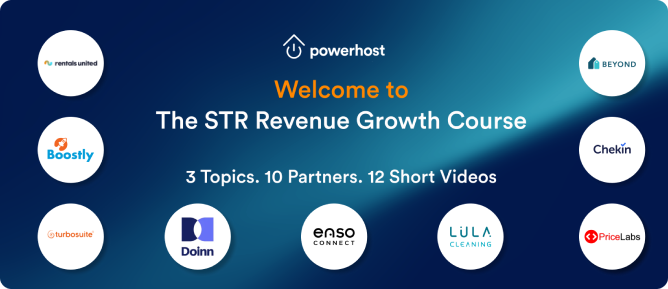 powerhost
Welcome to
The STR Revenue Growth Course
3 Topics. 10 Partners. 12 Short Videos
rentals united
BEYOND
Boostly
Chekin
turbosuite
Doinn
enso
CONNECT
LULA
CLEANING
PriceLabs